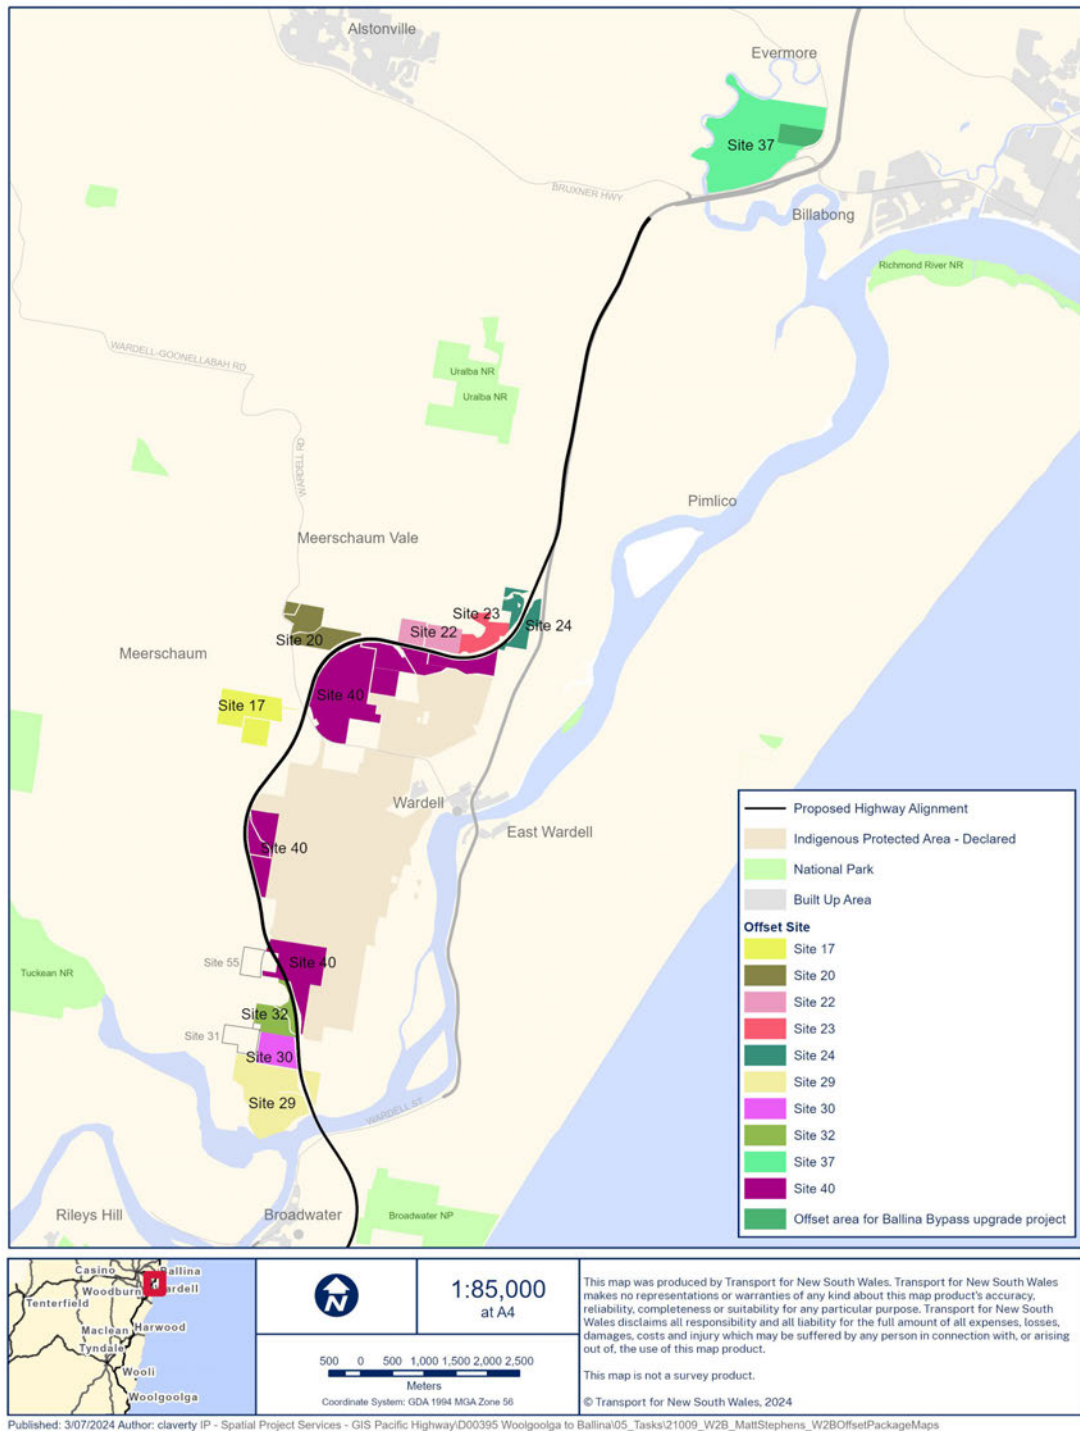 Alstonville
Evermore
Site 37
BRUXNER HWY
Billabong
Richmond River NR
WARDELL-GOONELLABAH RD
Uralba NR
Uralba NR
WARDELL RD
Pimlico
Meerschaum Vale
Site 23
Site 22
Site 24
Site 20
Meerschaum
Site 40
Site 17
Wardell
East Wardell
Site 40
Site 55
Site 40
Tuckean NR
Site 32
Site 31
Site 30
Site 29
WARDELL ST
Rileys Hill
Broadwater
Broadwater NP
Proposed Highway Alignment
Indigenous Protected Area - Declared
National Park
Built Up Area
Offset Site
Site 17
Site 20
Site 22
Site 23
Site 24
Site 29
Site 30
Site 32
Site 37
Site 40
Offset area for Ballina Bypass upgrade project
Casino
Ballina
Woodburn
ardell
Tenterfield
Maclean
Harwood
Tyndale
Wooli
Woolgoolga
N
1:85,000
at A4
500 0 500 1,000 1,500 2,000 2,500
Meters
Coordinate System: GDA 1994 MGA Zone 56
This map was produced by Transport for New South Wales. Transport for New South Wales
makes no representations or warranties of any kind about this map product's accuracy,
reliability, completeness or suitability for any particular purpose. Transport for New South
Wales disclaims all responsibility and all liability for the full amount of all expenses, losses,
damages, costs and injury which may be suffered by any person in connection with, or arising
out of, the use of this map product.
This map is not a survey product.
© Transport for New South Wales, 2024
Published: 3/07/2024 Author: claverty IP - Spatial Project Services - GIS Pacific Highway\D00395 Woolgoolga to Ballina\05_Tasks\21009_W2B_MattStephens_W2BOffsetPackageMaps